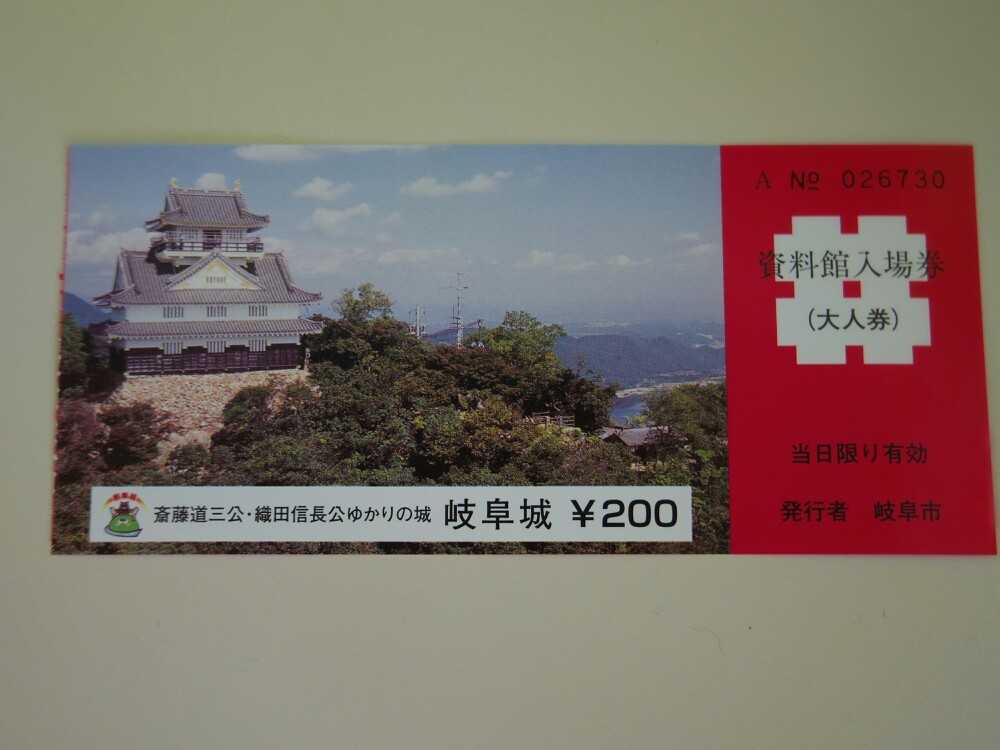 A № 026730
資料館入場券
(大人券)
当日限り有効
発行者 岐阜市
斎藤道三公・織田信長公ゆかりの城 岐阜城 ¥200